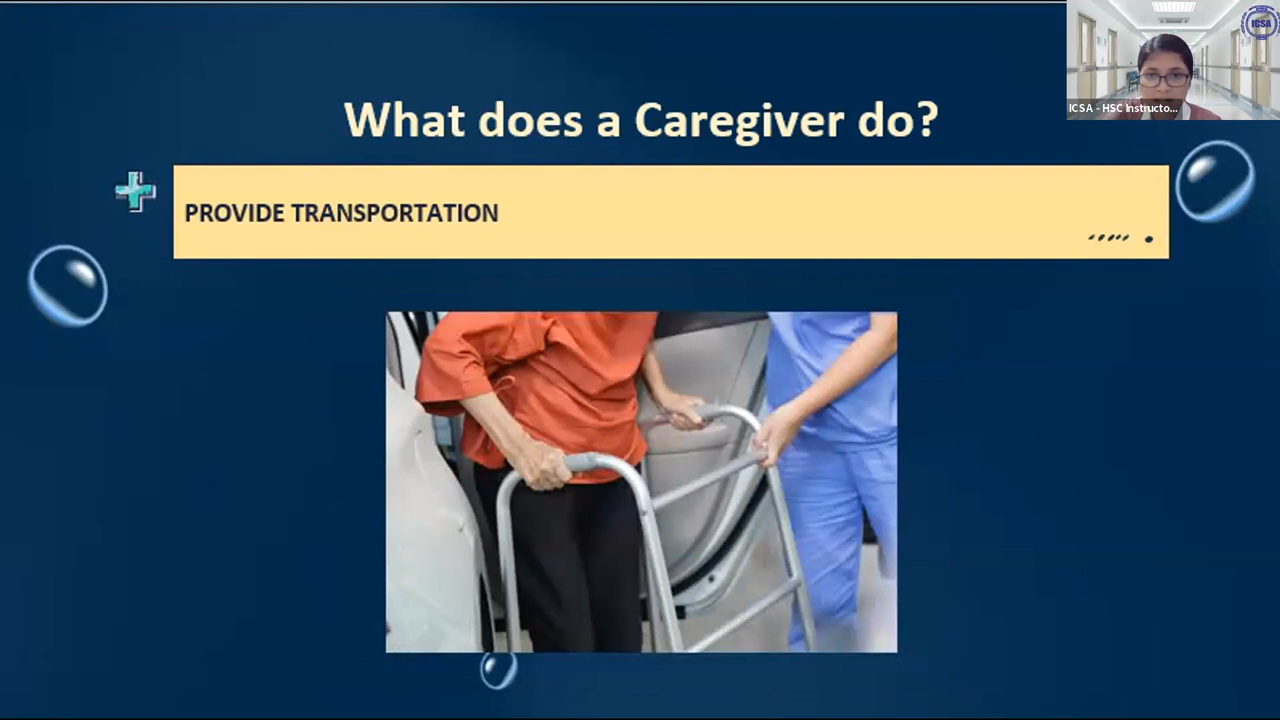 ICSA
ICSA - HSC Instructo...
What does a Caregiver do?
PROVIDE TRANSPORTATION